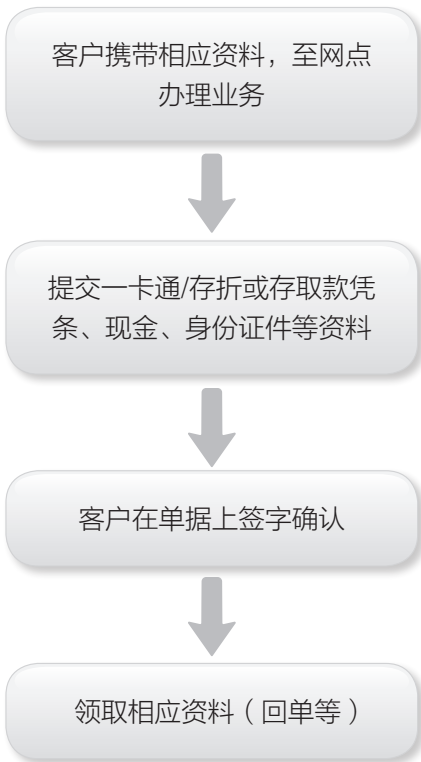 客户携带相应资料，至网点
办理业务
提交一卡通/存折或存取款凭
条、现金、身份证件等资料
客户在单据上签字确认
领取相应资料（回单等）